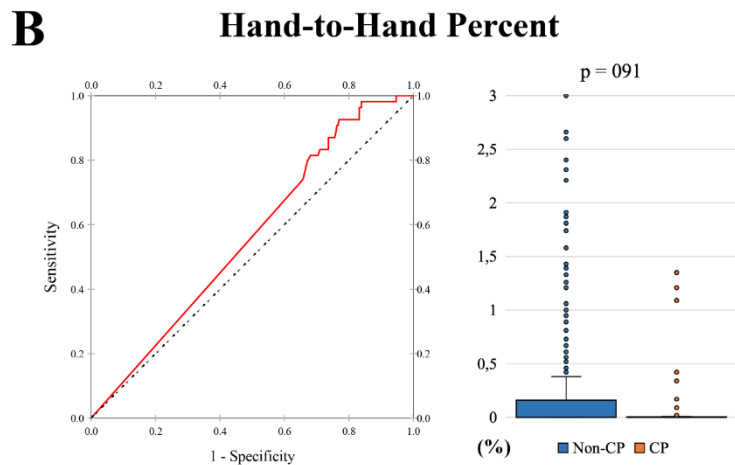 B
Hand-to-Hand Percent
p = 091
0.0 0.2 0.4 0.6 0.8 1.0
1.0 1.0
0.8 0.8
0.6 0.6
0.4 0.4
0.2 0.2
0.0 0.0
Sensitivity
0.0 0.2 0.4 0.6 0.8 1.0
1 - Specificity
3
2,5
2
1,5
1
0,5
0
(%) Non-CP CP